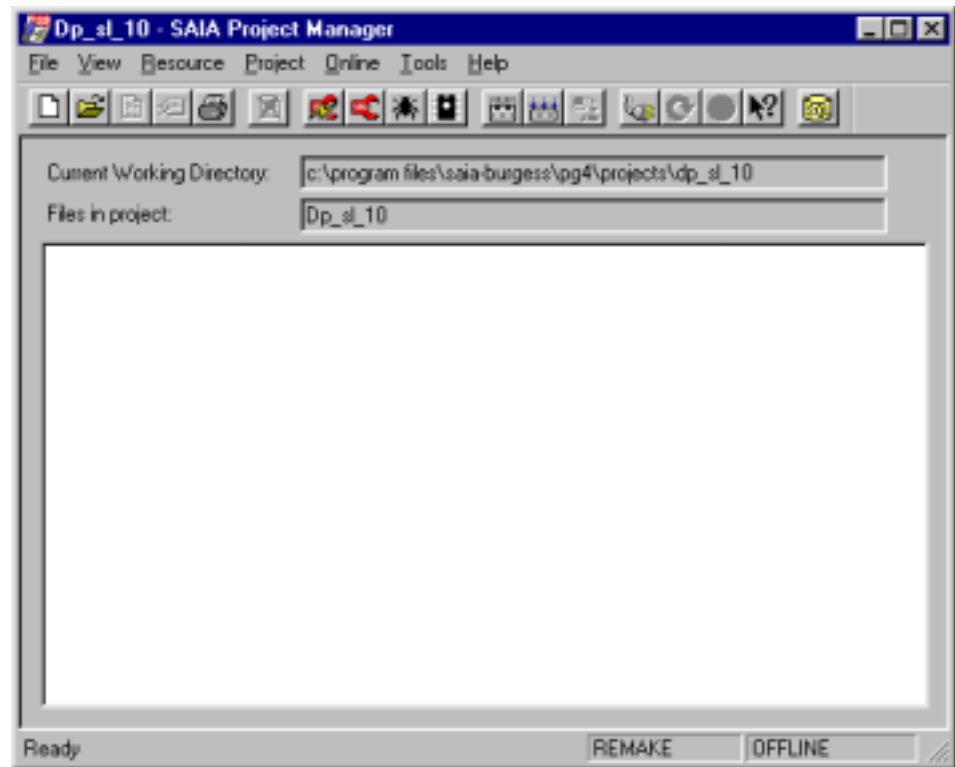 Dp_sl_10 - SAIA Project Manager
File View Resource Project Online Tools Help
Current Working Directory: c:\program files\saia-burgess\pg4\projects\dp_sl_10
Files in project: Dp_sl_10
Ready REMAKE OFFLINE